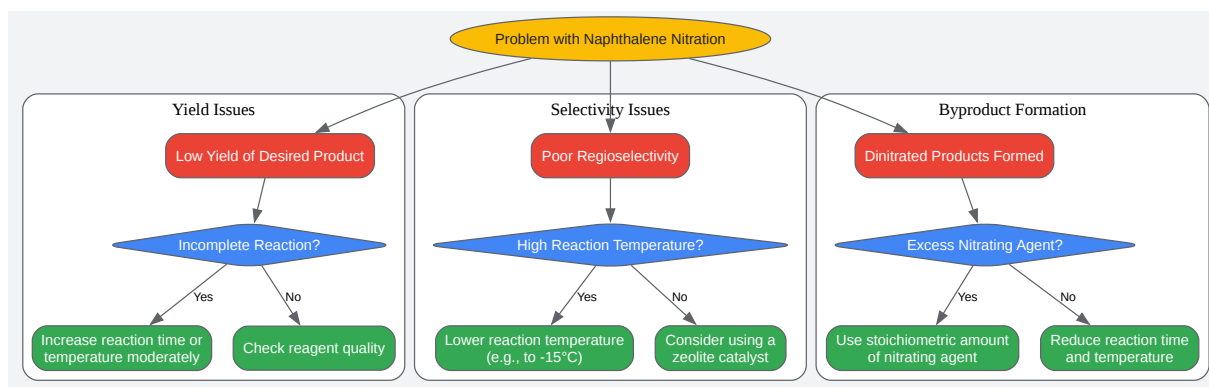 Problem with Naphthalene Nitration
Yield Issues
Selectivity Issues
Byproduct Formation
Low Yield of Desired Product
Poor Regioselectivity
Dinitrated Products Formed
Incomplete Reaction?
High Reaction Temperature?
Excess Nitrating Agent?
Yes
No
Yes
No
Yes
No
Increase reaction time or
temperature moderately
Check reagent quality
Lower reaction temperature
(e.g., to -15°C)
Consider using a
zeolite catalyst
Use stoichiometric amount
of nitrating agent
Reduce reaction time
and temperature